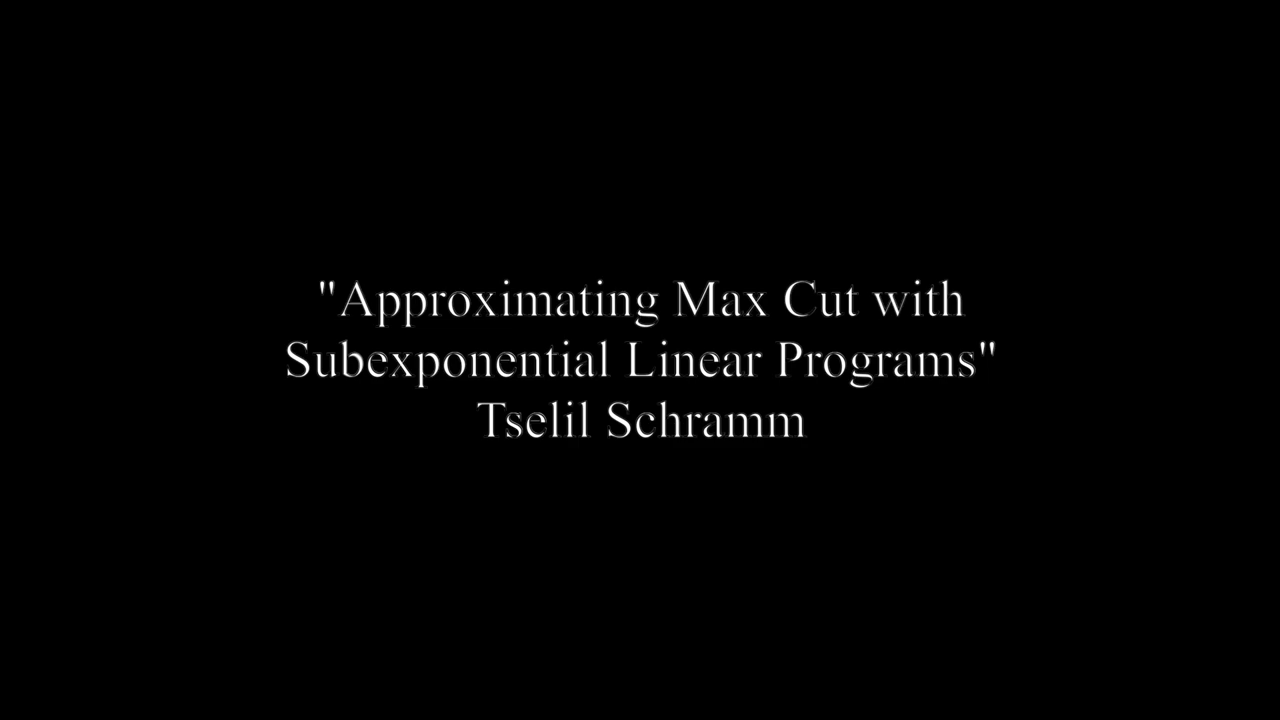 "Approximating Max Cut with
Subexponential Linear Programs"
Tselil Schramm